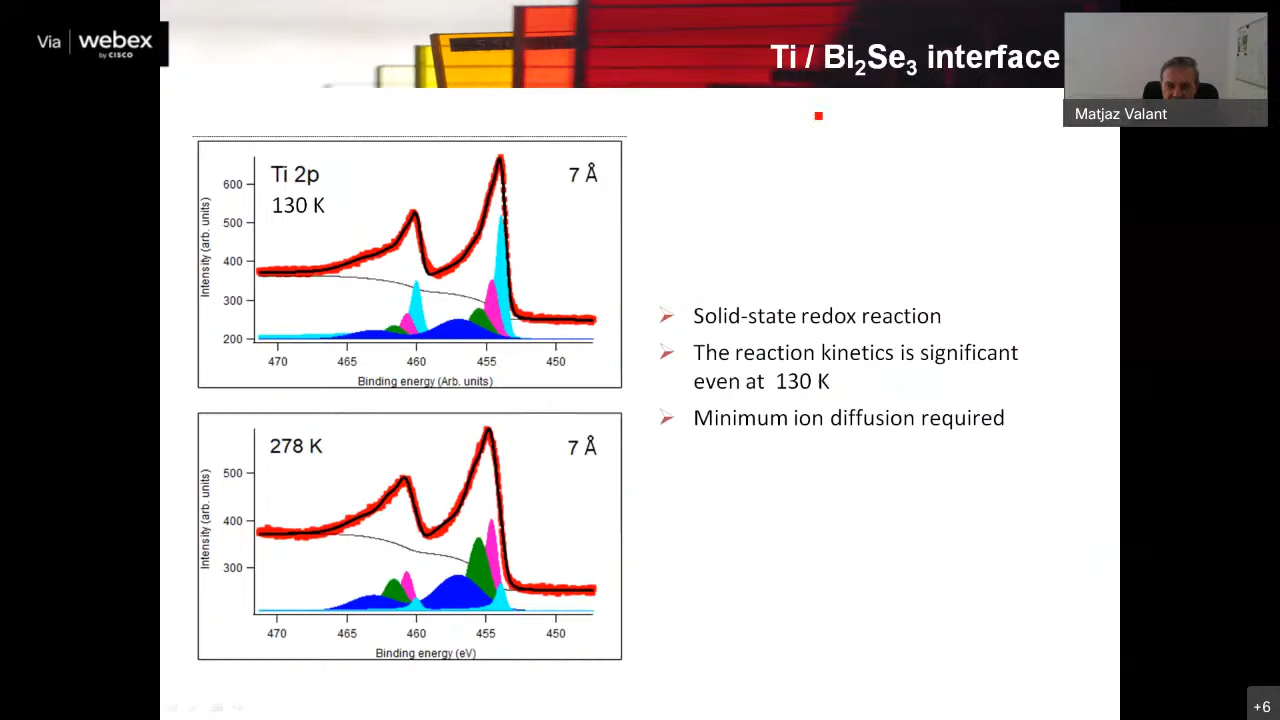 Via webex
by CISCO
Ti / Bi₂Se₃ interface
Matjaz Valant
Ti 2p
130 K
7 Å
600
500
400
300
200
Intensity (arb. units)
470 465 460 455 450
Binding energy (Arb. units)
Solid-state redox reaction
The reaction kinetics is significant
even at 130 K
Minimum ion diffusion required
278 K
7 Å
500
400
300
Intensity (arb. units)
470 465 460 455 450
Binding energy (eV)
+6